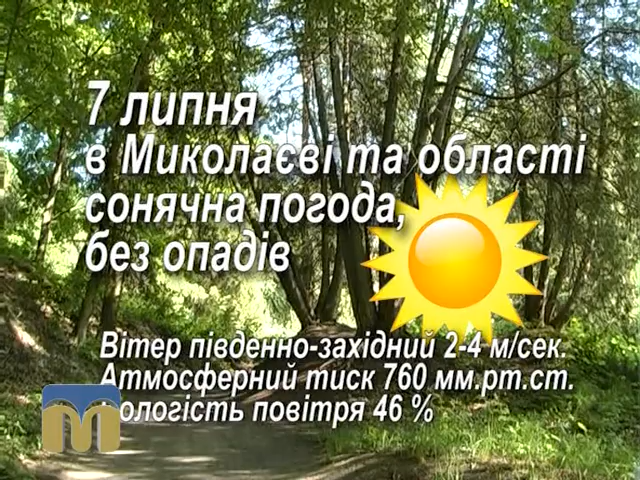 7 липня
в Миколаєві та області
сонячна погода,
без опадів
Вітер південно-західний 2-4 м/сек.
Атмосферний тиск 760 мм.рт.ст.
вологість повітря 46 %